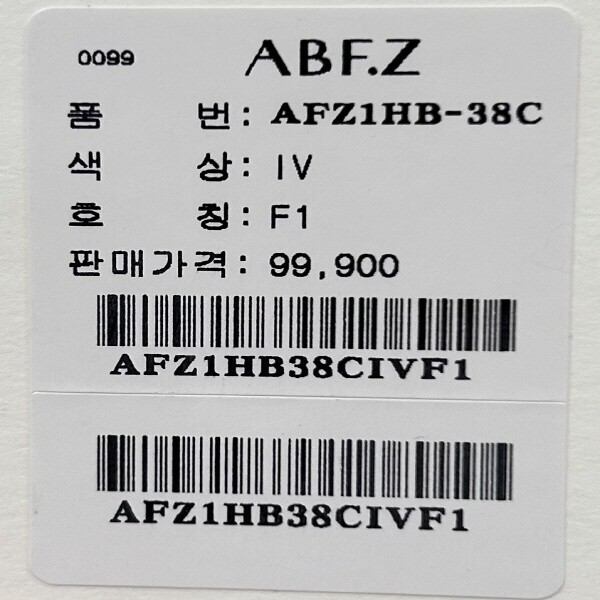 0099 ABF.Z
품 번: AFZ1HB-38C
색 상: IV
호 칭: F1
판매가격: 99,900
AFZ1HB38CIVF1
AFZ1HB38CIVF1